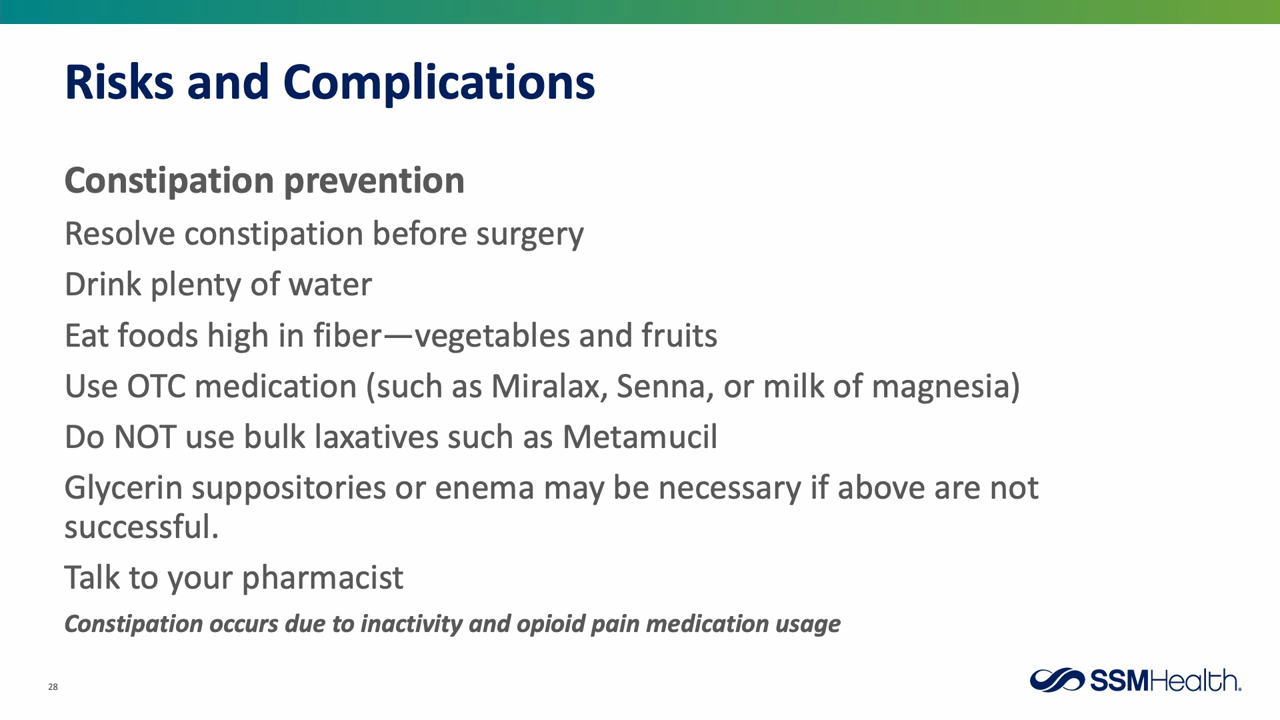 Risks and Complications
Constipation prevention
Resolve constipation before surgery
Drink plenty of water
Eat foods high in fiber—vegetables and fruits
Use OTC medication (such as Miralax, Senna, or milk of magnesia)
Do NOT use bulk laxatives such as Metamucil
Glycerin suppositories or enema may be necessary if above are not
successful.
Talk to your pharmacist
Constipation occurs due to inactivity and opioid pain medication usage
28
SSMHealth.